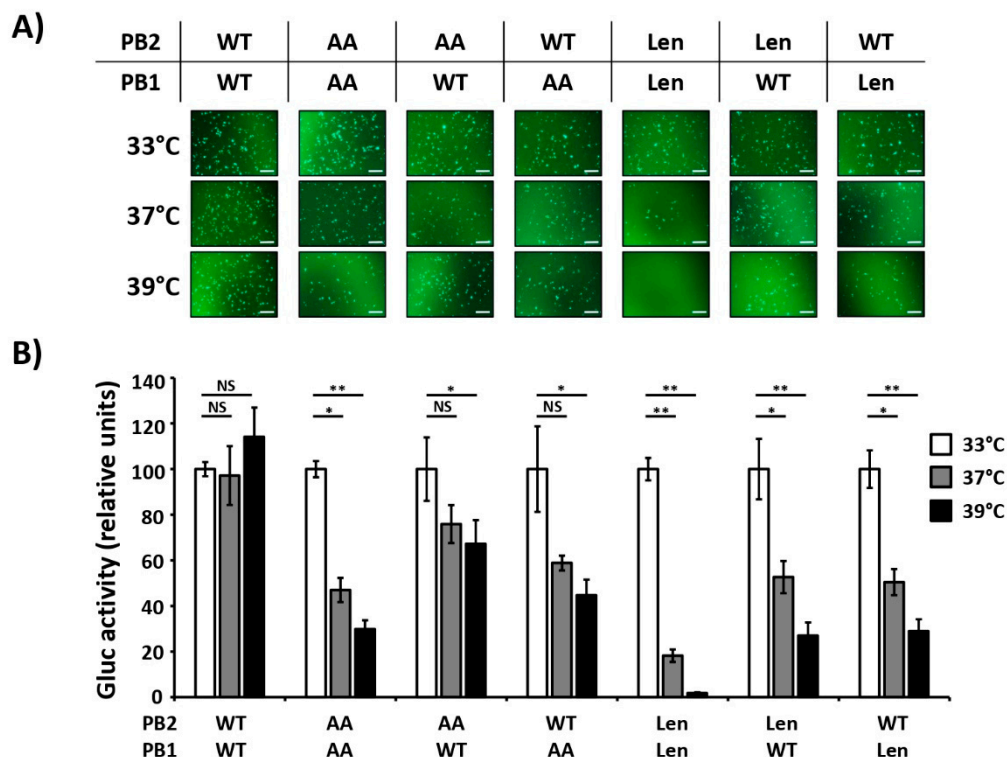 A)
PB2 WT AA AA WT Len Len WT
PB1 WT AA WT AA Len WT Len
33°C
37°C
39°C
B)
Gluc activity (relative units)
140
120
100
80
60
40
20
0
NS ** * * ** ** **
NS * NS NS ** * *
33°C
37°C
39°C
PB2 WT AA AA WT Len Len WT
PB1 WT AA WT AA Len WT Len